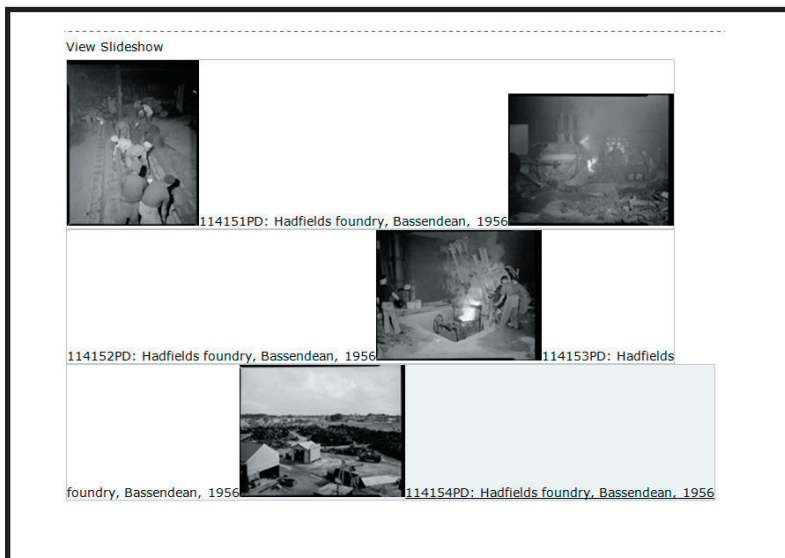 View Slideshow
114151PD: Hadfields foundry, Bassendean, 1956
114152PD: Hadfields foundry, Bassendean, 1956
114153PD: Hadfields
foundry, Bassendean, 1956
114154PD: Hadfields foundry, Bassendean, 1956